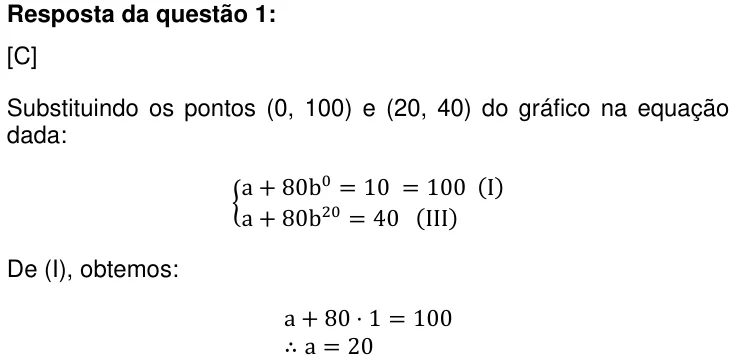 Resposta da questão 1:
[C]
Substituindo os pontos (0, 100) e (20, 40) do gráfico na equação
dada:
a + 80b⁰ = 10 = 100 (I)
a + 80b²⁰ = 40 (III)
De (I), obtemos:
a + 80 · 1 = 100
∴ a = 20